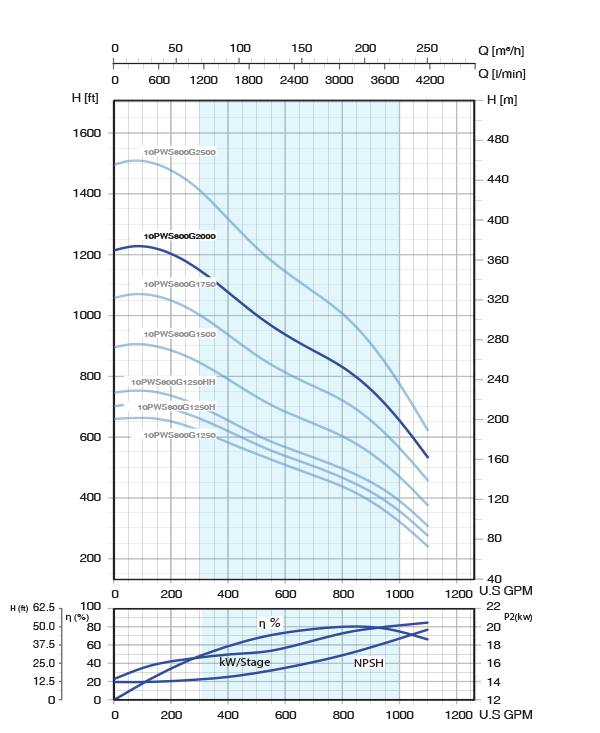 0 50 100 150 200 250 Q [m³/h]
0 600 1200 1800 2400 3000 3600 4200 Q [l/min]
H [ft] H [m]
1600
480
10PWS800G2500
440
1400
400
10PWS800G2000
1200
360
10PWS800G1750
320
1000
10PWS800G1500
280
800
10PWS800G1250HH
240
10PWS800G1250H
200
600
10PWS800G1250
160
400
120
80
200
40
0 200 400 600 800 1000 1200 U.S GPM
H (ft) 62.5 η (%) 100 22 P2(kw)
50.0 80 η % 20
37.5 60 18
25.0 40 kW/Stage NPSH 16
12.5 20 14
0 0 12
0 200 400 600 800 1000 1200 U.S GPM